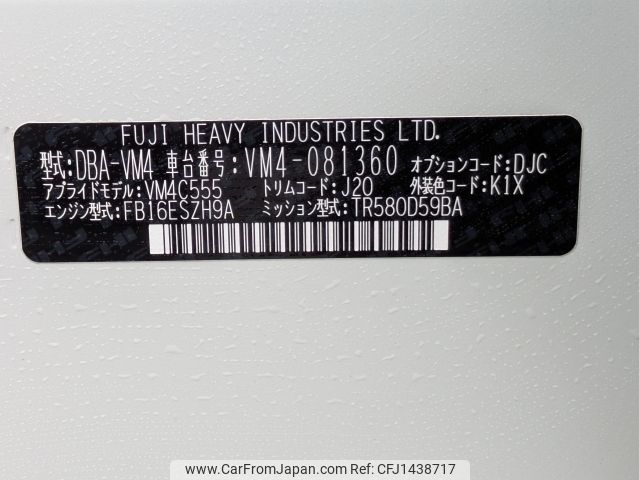 FUJI HEAVY INDUSTRIES LTD.
型式:DBA-VM4 車台番号:VM4-081360 オプションコード:DJC
アプライドモデル:VM4C555 トリムコード:J20 外装色コード:K1X
エンジン型式:FB16ESZH9A ミッション型式:TR580D59BA
CAR FROM JAPAN
www.carfromjapan.com - CFJ1438717